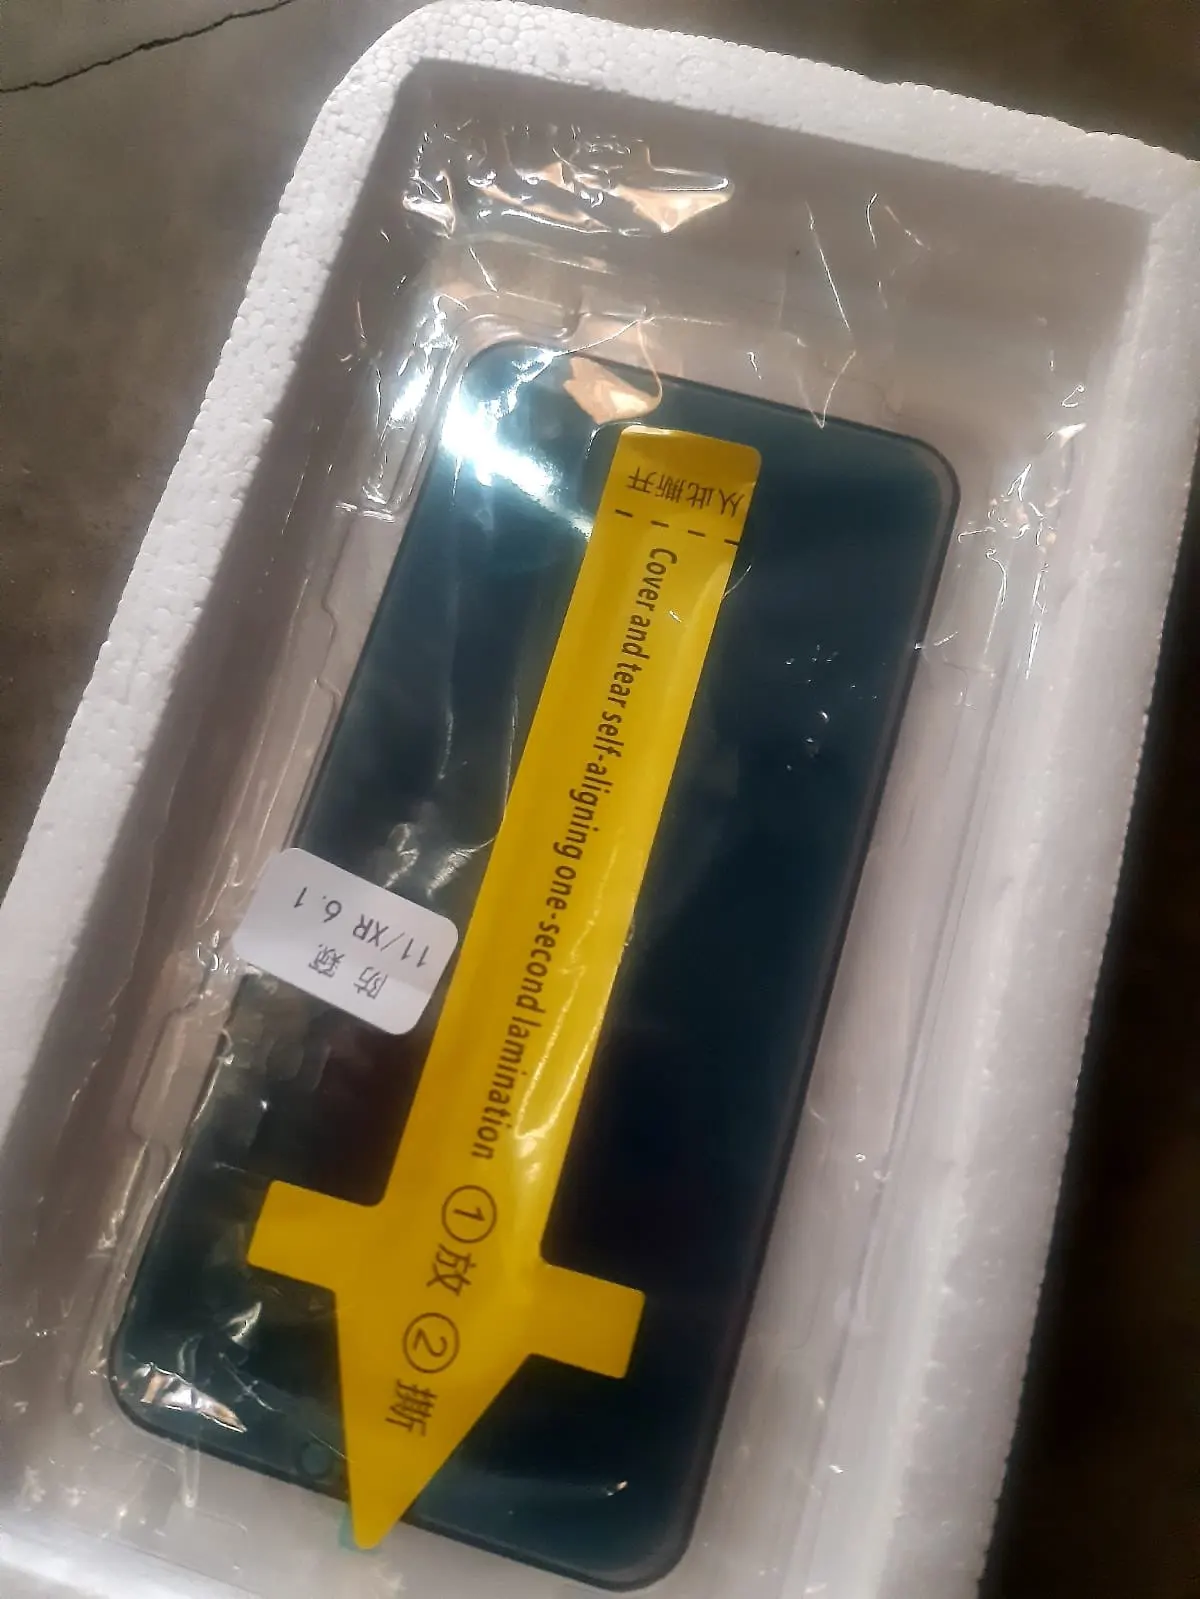 从此撕开
Cover and tear self-aligning one-second lamination ①放 ②撕
防窥
11/XR 6.1